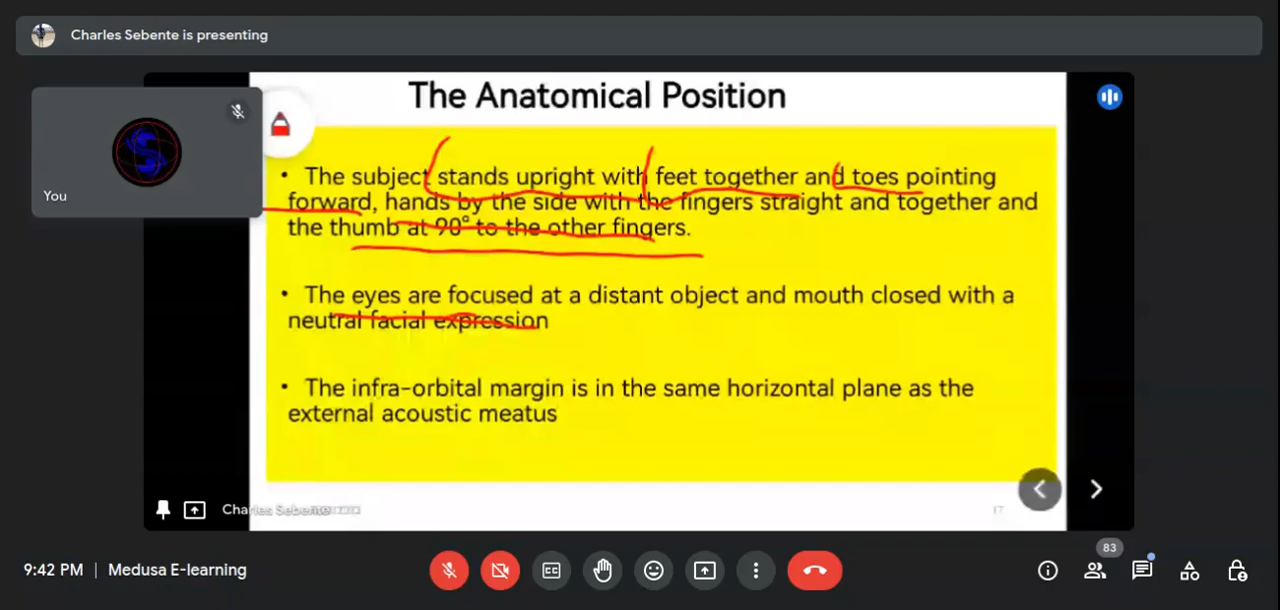 Charles Sebente is presenting
The Anatomical Position
You
• The subject stands upright with feet together and toes pointing
forward, hands by the side with the fingers straight and together and
the thumb at 90° to the other fingers.
• The eyes are focused at a distant object and mouth closed with a
neutral facial expression
• The infra-orbital margin is in the same horizontal plane as the
external acoustic meatus
Charles Sebente
17
83
9:42 PM | Medusa E-learning
CC